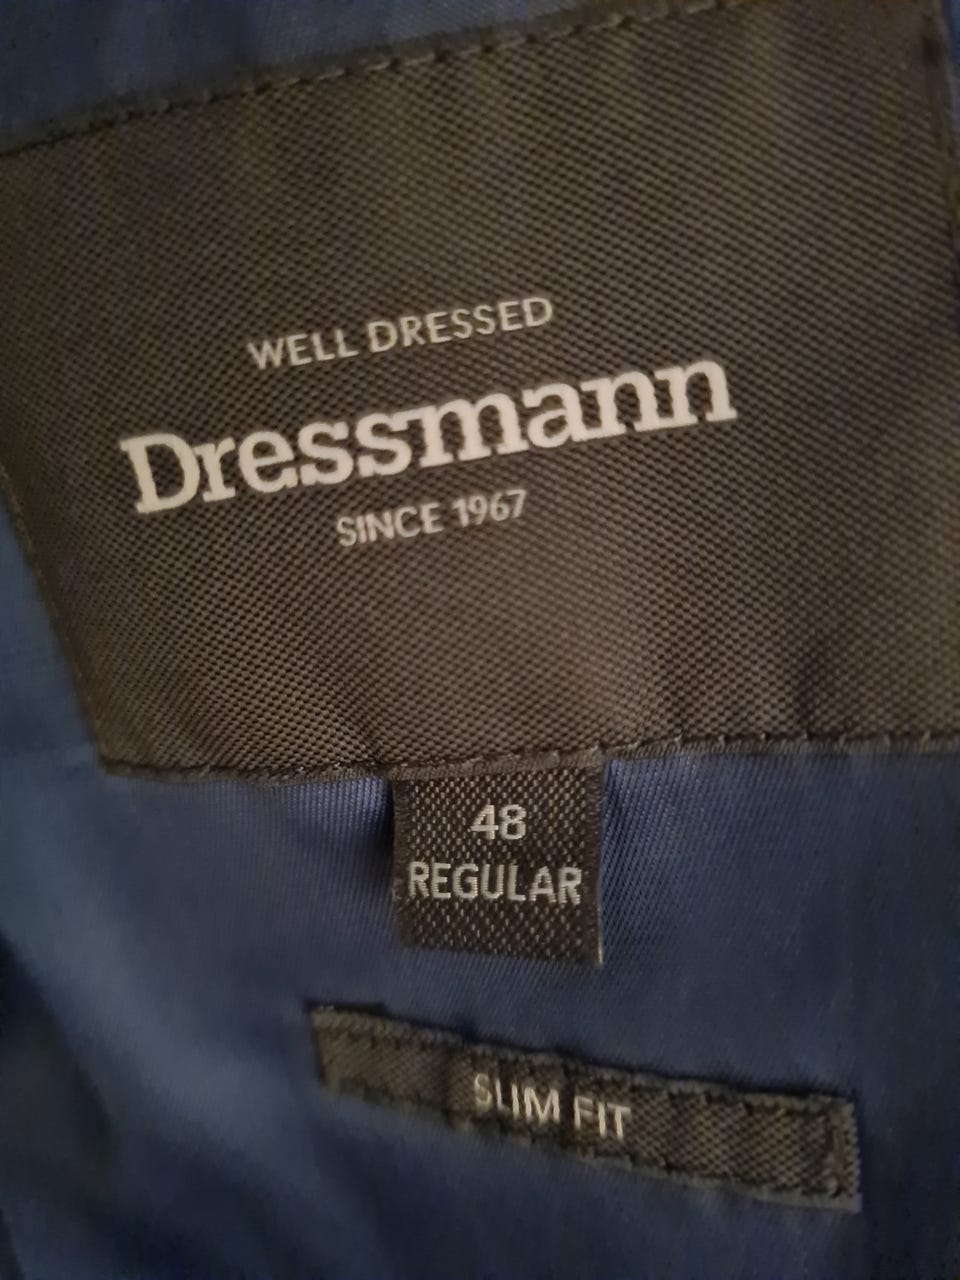 WELL DRESSED
Dressmann
SINCE 1967
48
REGULAR
SLIM FIT